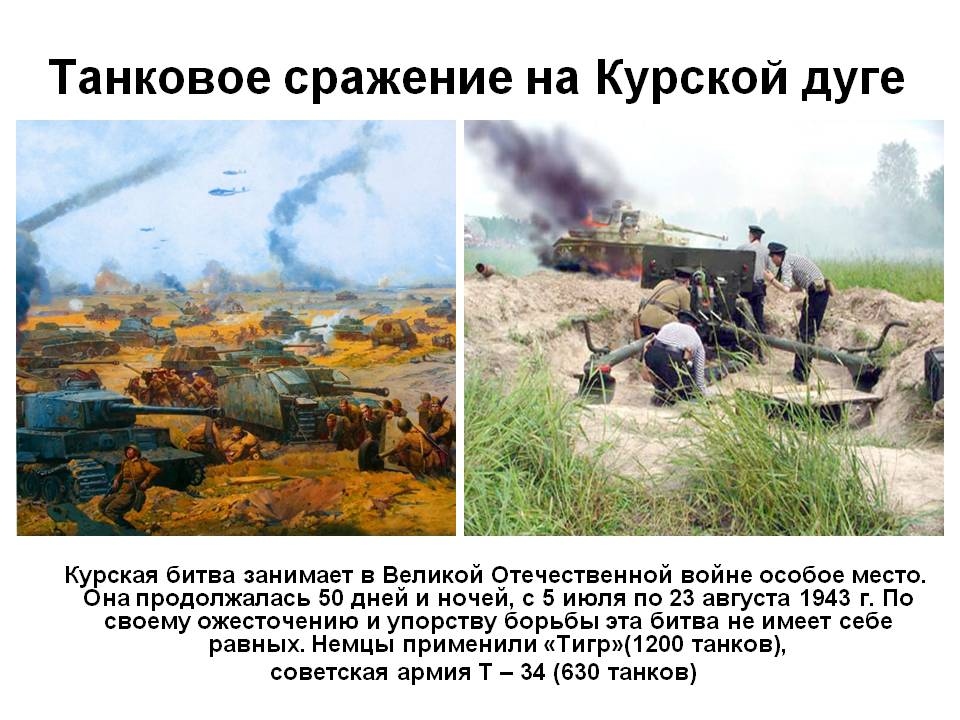 Танковое сражение на Курской дуге
Курская битва занимает в Великой Отечественной войне особое место.
Она продолжалась 50 дней и ночей, с 5 июля по 23 августа 1943 г. По
своему ожесточению и упорству борьбы эта битва не имеет себе
равных. Немцы применили «Тигр»(1200 танков),
советская армия Т – 34 (630 танков)